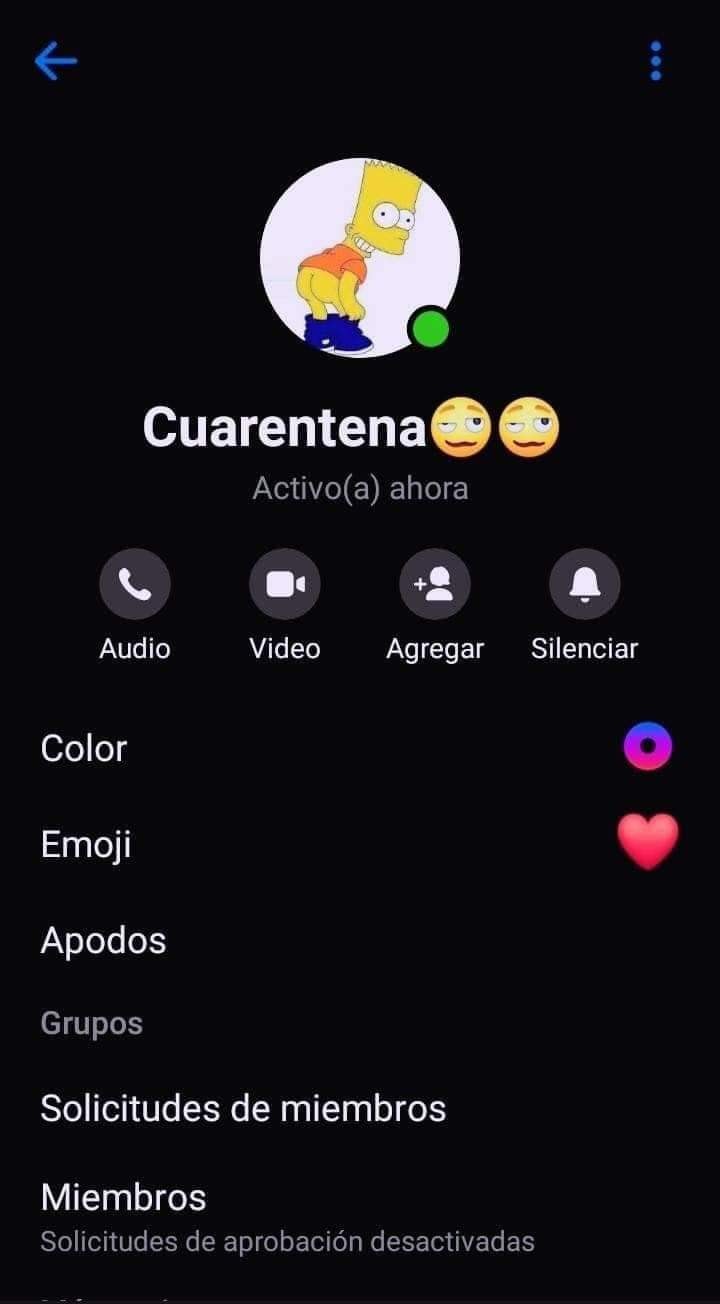 Cuarentena🥴🥴
Activo(a) ahora
Audio Video Agregar Silenciar
Color
Emoji
Apodos
Grupos
Solicitudes de miembros
Miembros
Solicitudes de aprobación desactivadas